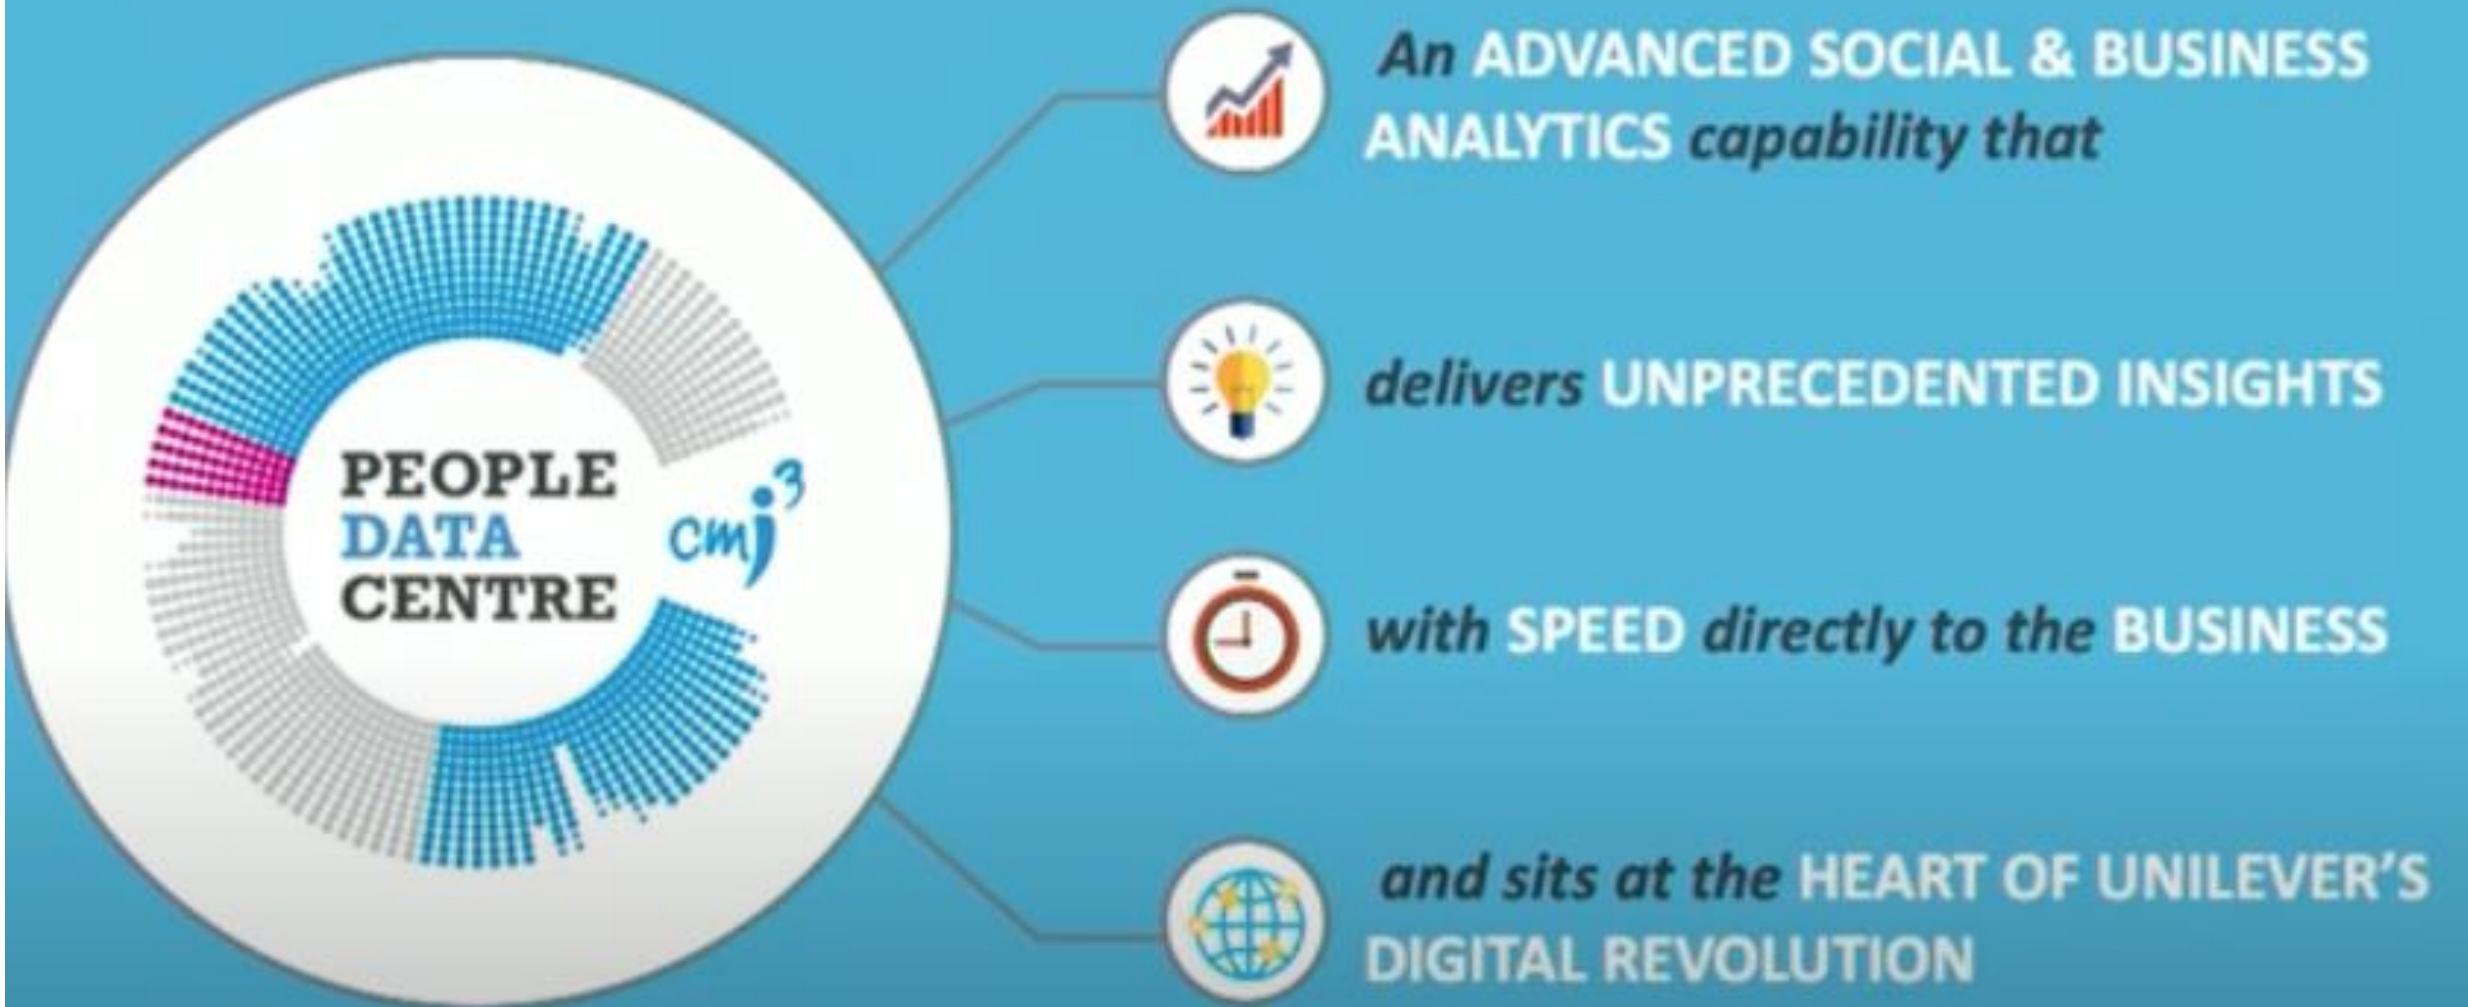 PEOPLE
DATA
CENTRE
cmi³
An ADVANCED SOCIAL & BUSINESS
ANALYTICS capability that
delivers UNPRECEDENTED INSIGHTS
with SPEED directly to the BUSINESS
and sits at the HEART OF UNILEVER'S
DIGITAL REVOLUTION